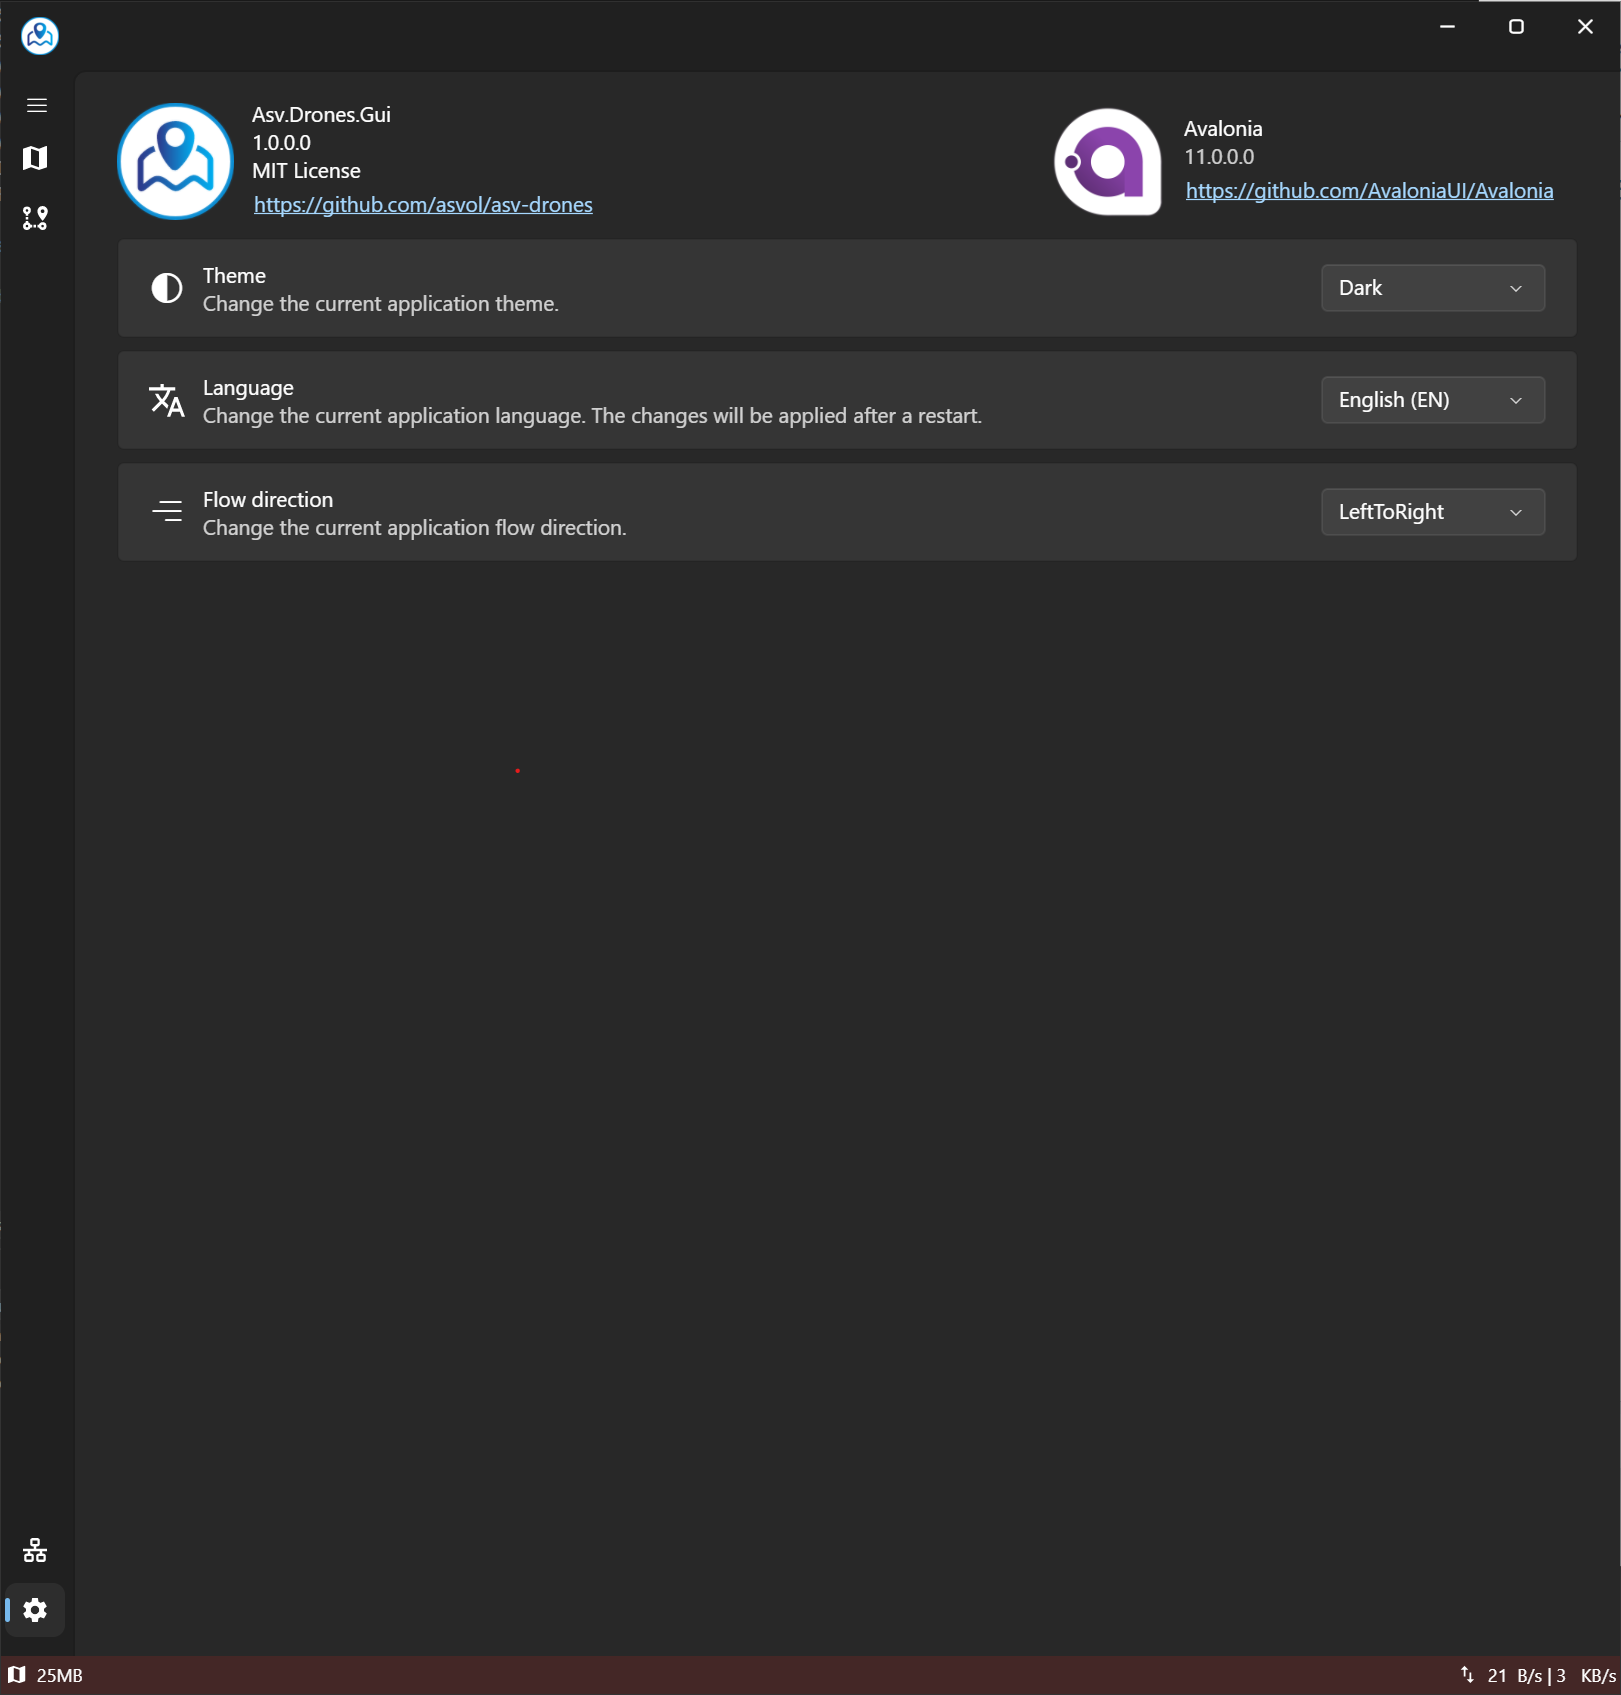 Asv.Drones.Gui
1.0.0.0
MIT License
https://github.com/asvol/asv-drones
Avalonia
11.0.0.0
https://github.com/AvaloniaUI/Avalonia
Theme
Change the current application theme.
Dark
Language
Change the current application language. The changes will be applied after a restart.
English (EN)
Flow direction
Change the current application flow direction.
LeftToRight
25MB
21 B/s | 3 KB/s